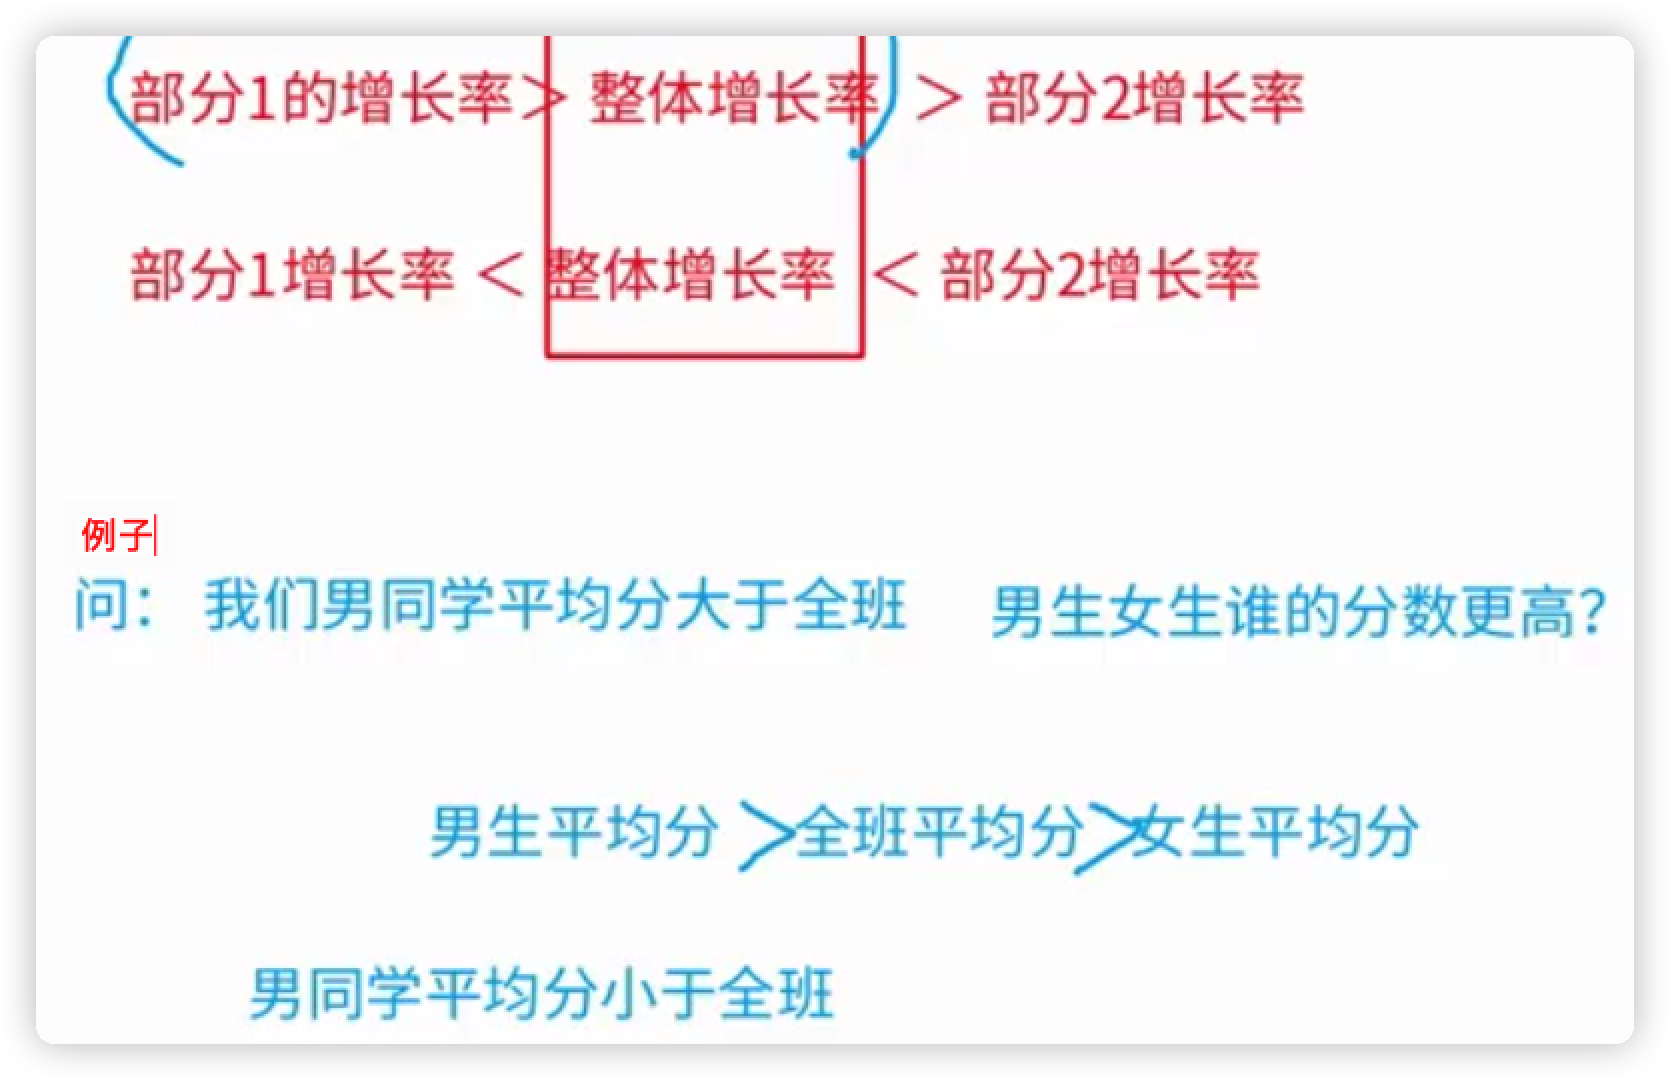 部分1的增长率> 整体增长率 > 部分2增长率
部分1增长率 < 整体增长率 < 部分2增长率
例子
问： 我们男同学平均分大于全班 男生女生谁的分数更高?
男生平均分 >全班平均分>女生平均分
男同学平均分小于全班